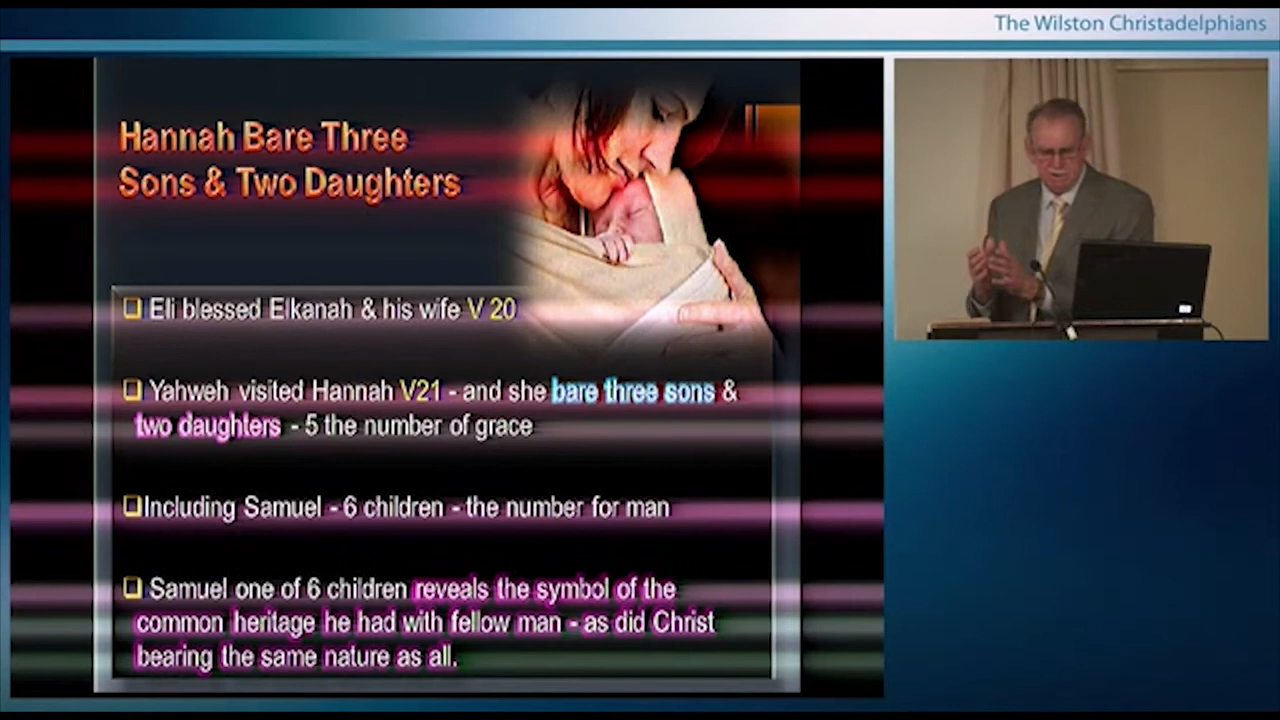 The Wilston Christadelphians
Hannah Bare Three
Sons & Two Daughters
Eli blessed Elkanah & his wife V 20
Yahweh visited Hannah V21 - and she bare three sons &
two daughters - 5 the number of grace
Including Samuel - 6 children - the number for man
Samuel one of 6 children reveals the symbol of the
common heritage he had with fellow man - as did Christ
bearing the same nature as all.